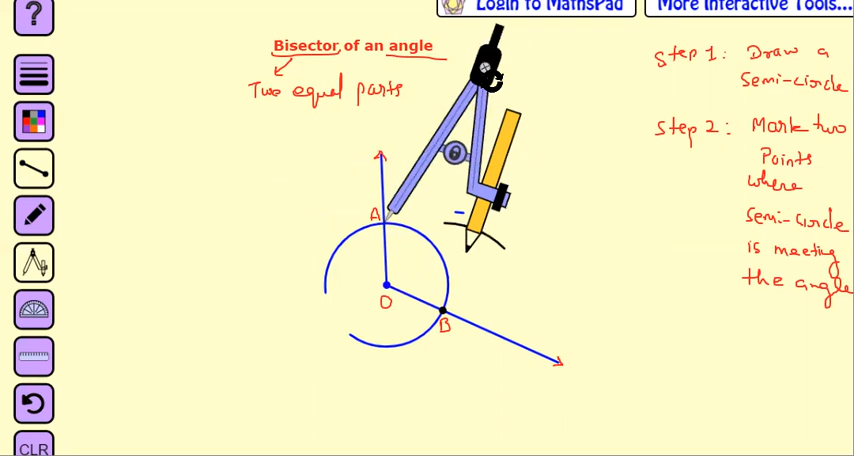 ?
Login to MathsPad
More Interactive Tools...
Bisector of an angle
Two equal parts
Step 1: Draw a
Semi-circle
Step 2: Mark two
Points
where
Semi-circle
is meeting
the angle
A
O
B
CLR